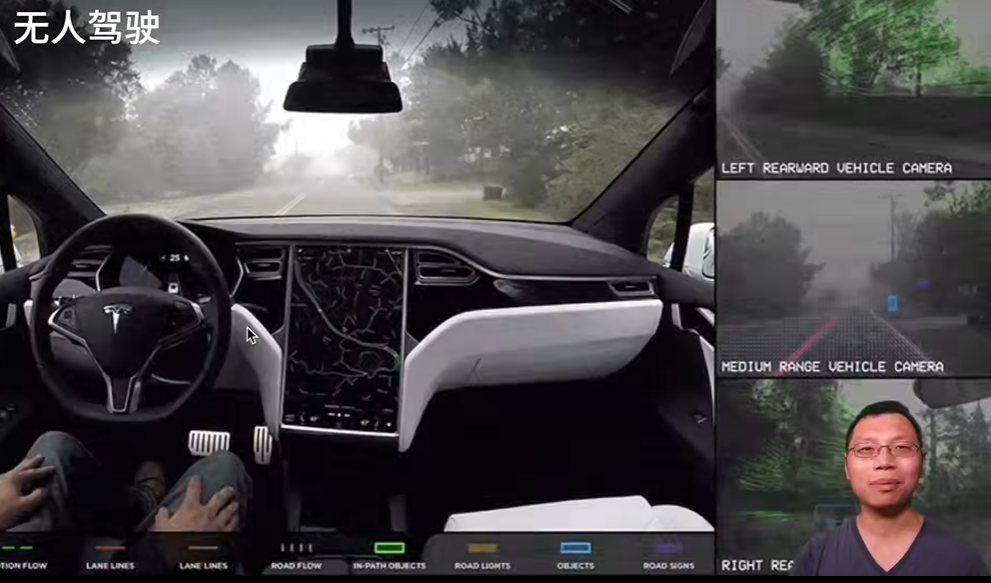 无人驾驶
25
LEFT REARWARD VEHICLE CAMERA
MEDIUM RANGE VEHICLE CAMERA
RIGHT REA
TION FLOW
LANE LINES
LANE LINES
ROAD FLOW
IN-PATH OBJECTS
ROAD LIGHTS
OBJECTS
ROAD SIGNS